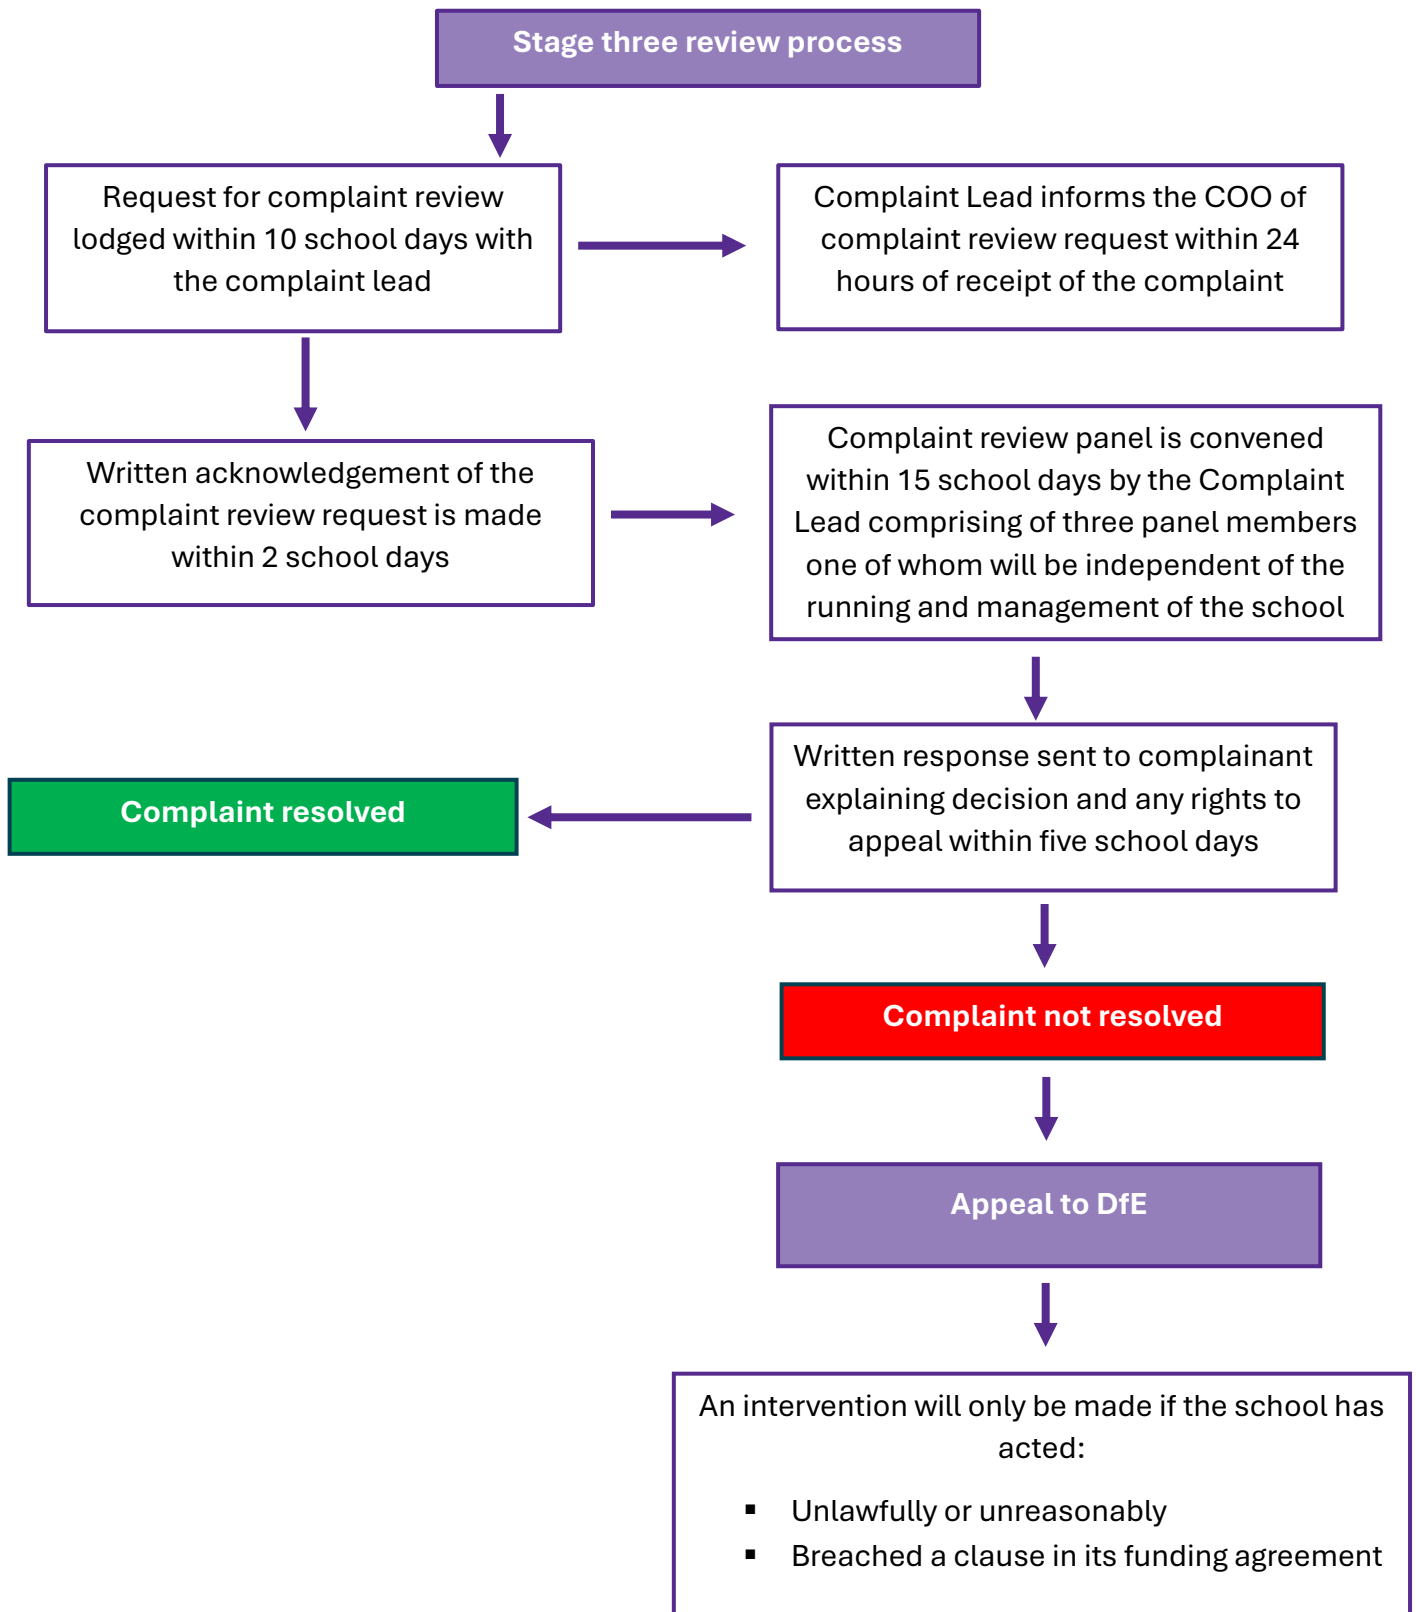 Stage three review process
Request for complaint review
lodged within 10 school days with
the complaint lead
Complaint Lead informs the COO of
complaint review request within 24
hours of receipt of the complaint
Written acknowledgement of the
complaint review request is made
within 2 school days
Complaint review panel is convened
within 15 school days by the Complaint
Lead comprising of three panel members
one of whom will be independent of the
running and management of the school
Written response sent to complainant
explaining decision and any rights to
appeal within five school days
Complaint resolved
Complaint not resolved
Appeal to DfE
An intervention will only be made if the school has
acted:
▪ Unlawfully or unreasonably
▪ Breached a clause in its funding agreement